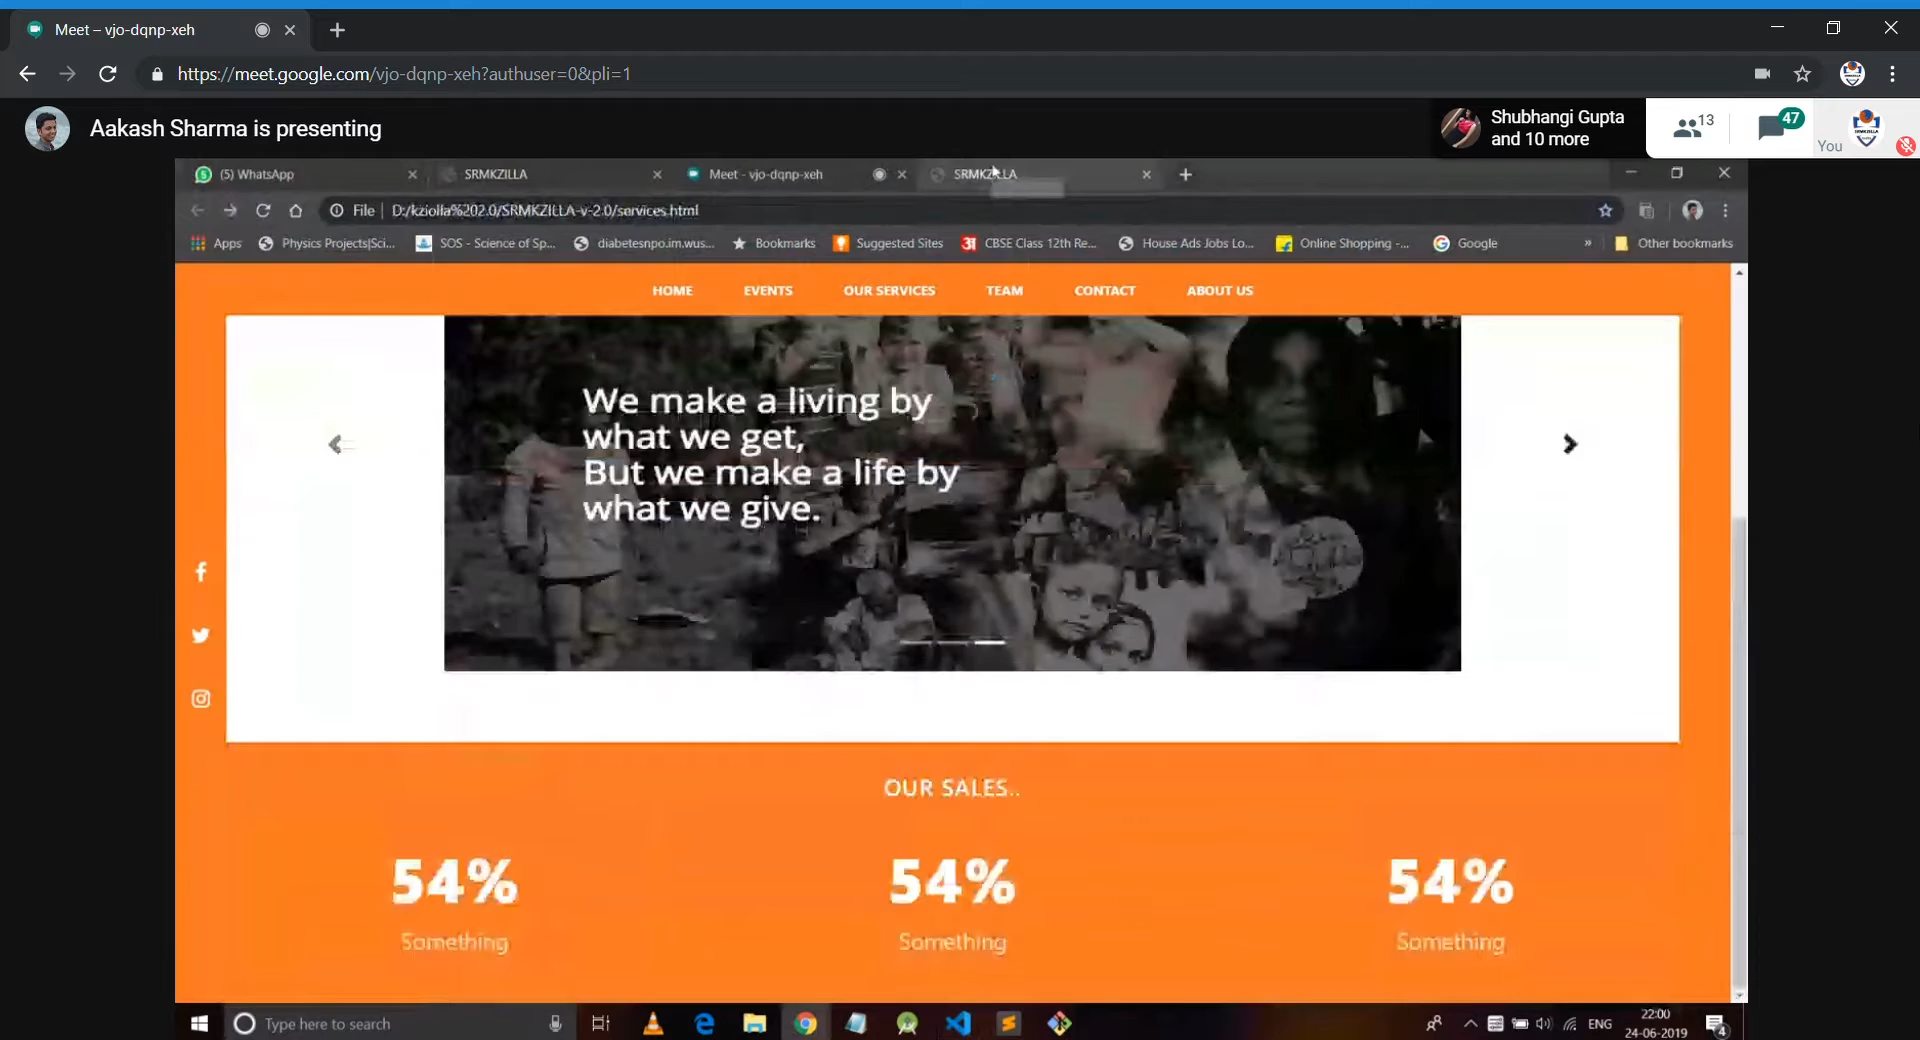 Meet – vjo-dqnp-xeh
https://meet.google.com/vjo-dqnp-xeh?authuser=0&pli=1
Aakash Sharma is presenting
Shubhangi Gupta
and 10 more
13
47
You
(5) WhatsApp
SRMKZILLA
Meet - vjo-dqnp-xeh
SRMKZILLA
File | D:/kziolla%202.0/SRMKZILLA-v-2.0/services.html
Apps
Physics Projects|Sci...
SOS - Science of Sp...
diabetesnpo.im.wus...
Bookmarks
Suggested Sites
CBSE Class 12th Re...
House Ads Jobs Lo...
Online Shopping -...
Google
»
Other bookmarks
HOME
EVENTS
OUR SERVICES
TEAM
CONTACT
ABOUT US
We make a living by
what we get,
But we make a life by
what we give.
OUR SALES..
54%
54%
54%
Something
Something
Something
Type here to search
ENG
22:00
24-06-2019
4